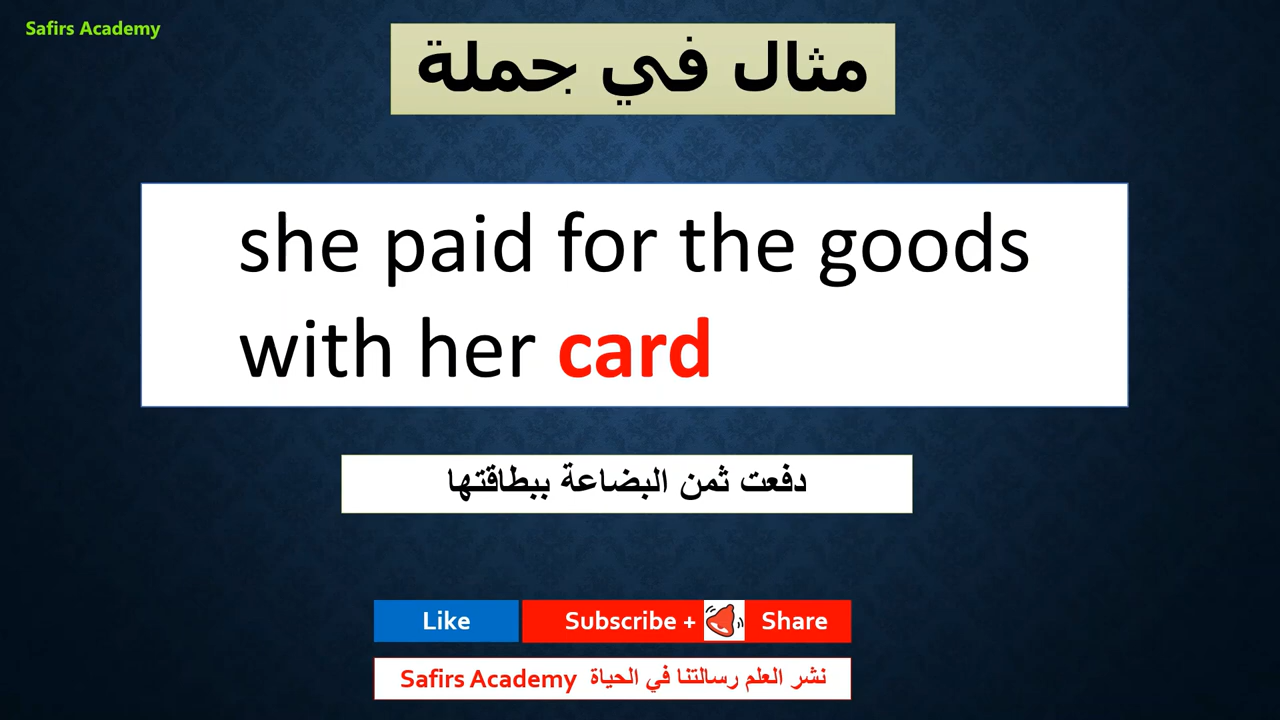 Safirs Academy
مثال في جملة
she paid for the goods
with her card
دفعت ثمن البضاعة ببطاقتها
Like
Subscribe +
Share
نشر العلم رسالتنا في الحياة Safirs Academy